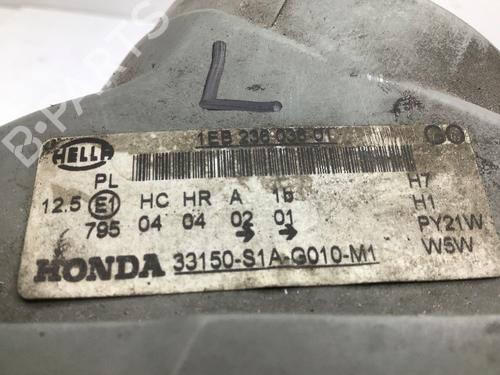 L
1EB 238 036 01
HELLA
PL
12.5 E1 HC HR A 1b
795 04 04 02 01
H7
H1
PY21W
W5W
HONDA 33150-S1A-G010-M1
B-PARTS